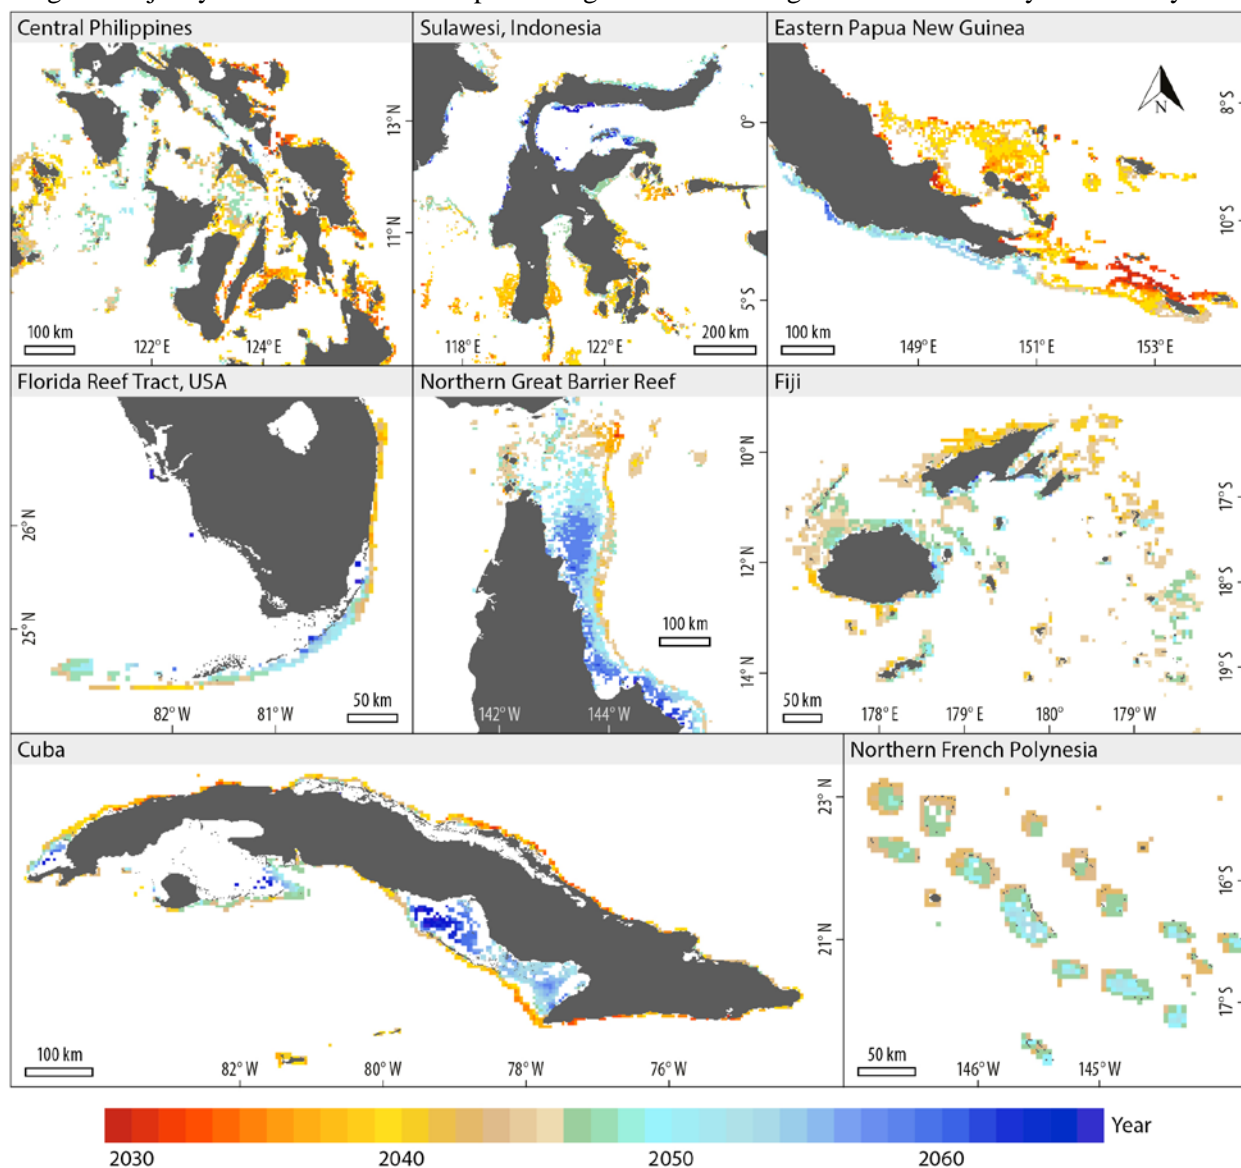 Central Philippines
Sulawesi, Indonesia
Eastern Papua New Guinea
13° N
11° N
100 km
122° E
124° E
0°
5° S
118° E
122° E
200 km
N
8° S
10° S
100 km
149° E
151° E
153° E
Florida Reef Tract, USA
Northern Great Barrier Reef
Fiji
26° N
25° N
82° W
81° W
50 km
10° N
12° N
14° N
100 km
142° W
144° W
17° S
18° S
19° S
50 km
178° E
179° E
180°
179° W
Cuba
Northern French Polynesia
23° N
21° N
100 km
82° W
80° W
78° W
76° W
16° S
17° S
50 km
146° W
145° W
Year
2030
2040
2050
2060